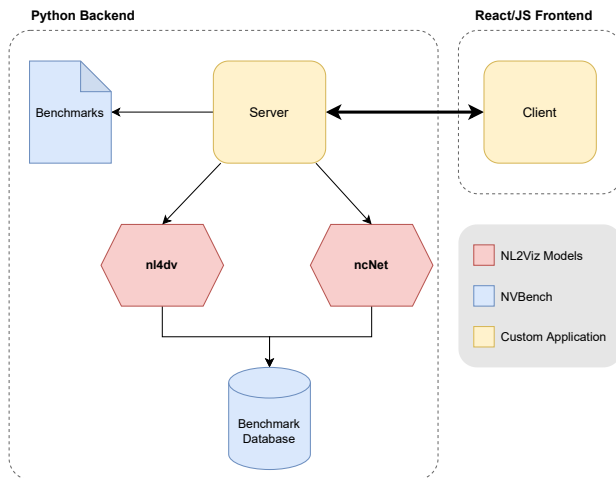 Python Backend
React/JS Frontend
Benchmarks
Server
Client
nl4dv
ncNet
NL2Viz Models
NVBench
Custom Application
Benchmark
Database